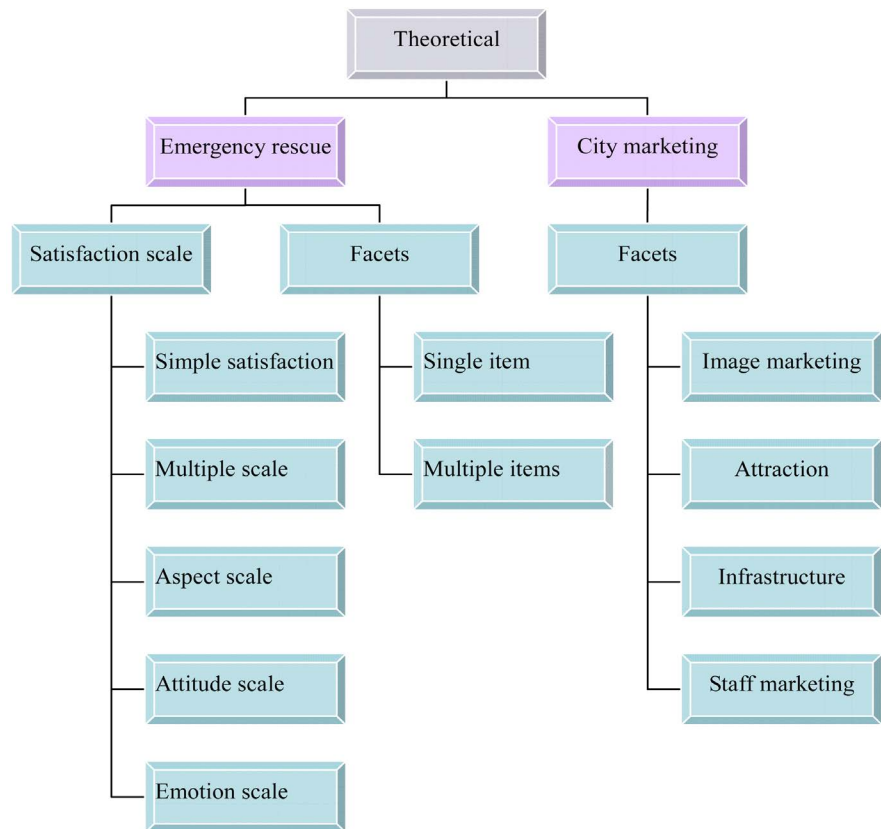 Theoretical
Emergency rescue
City marketing
Satisfaction scale
Facets
Facets
Simple satisfaction
Single item
Image marketing
Multiple scale
Multiple items
Attraction
Aspect scale
Infrastructure
Attitude scale
Staff marketing
Emotion scale